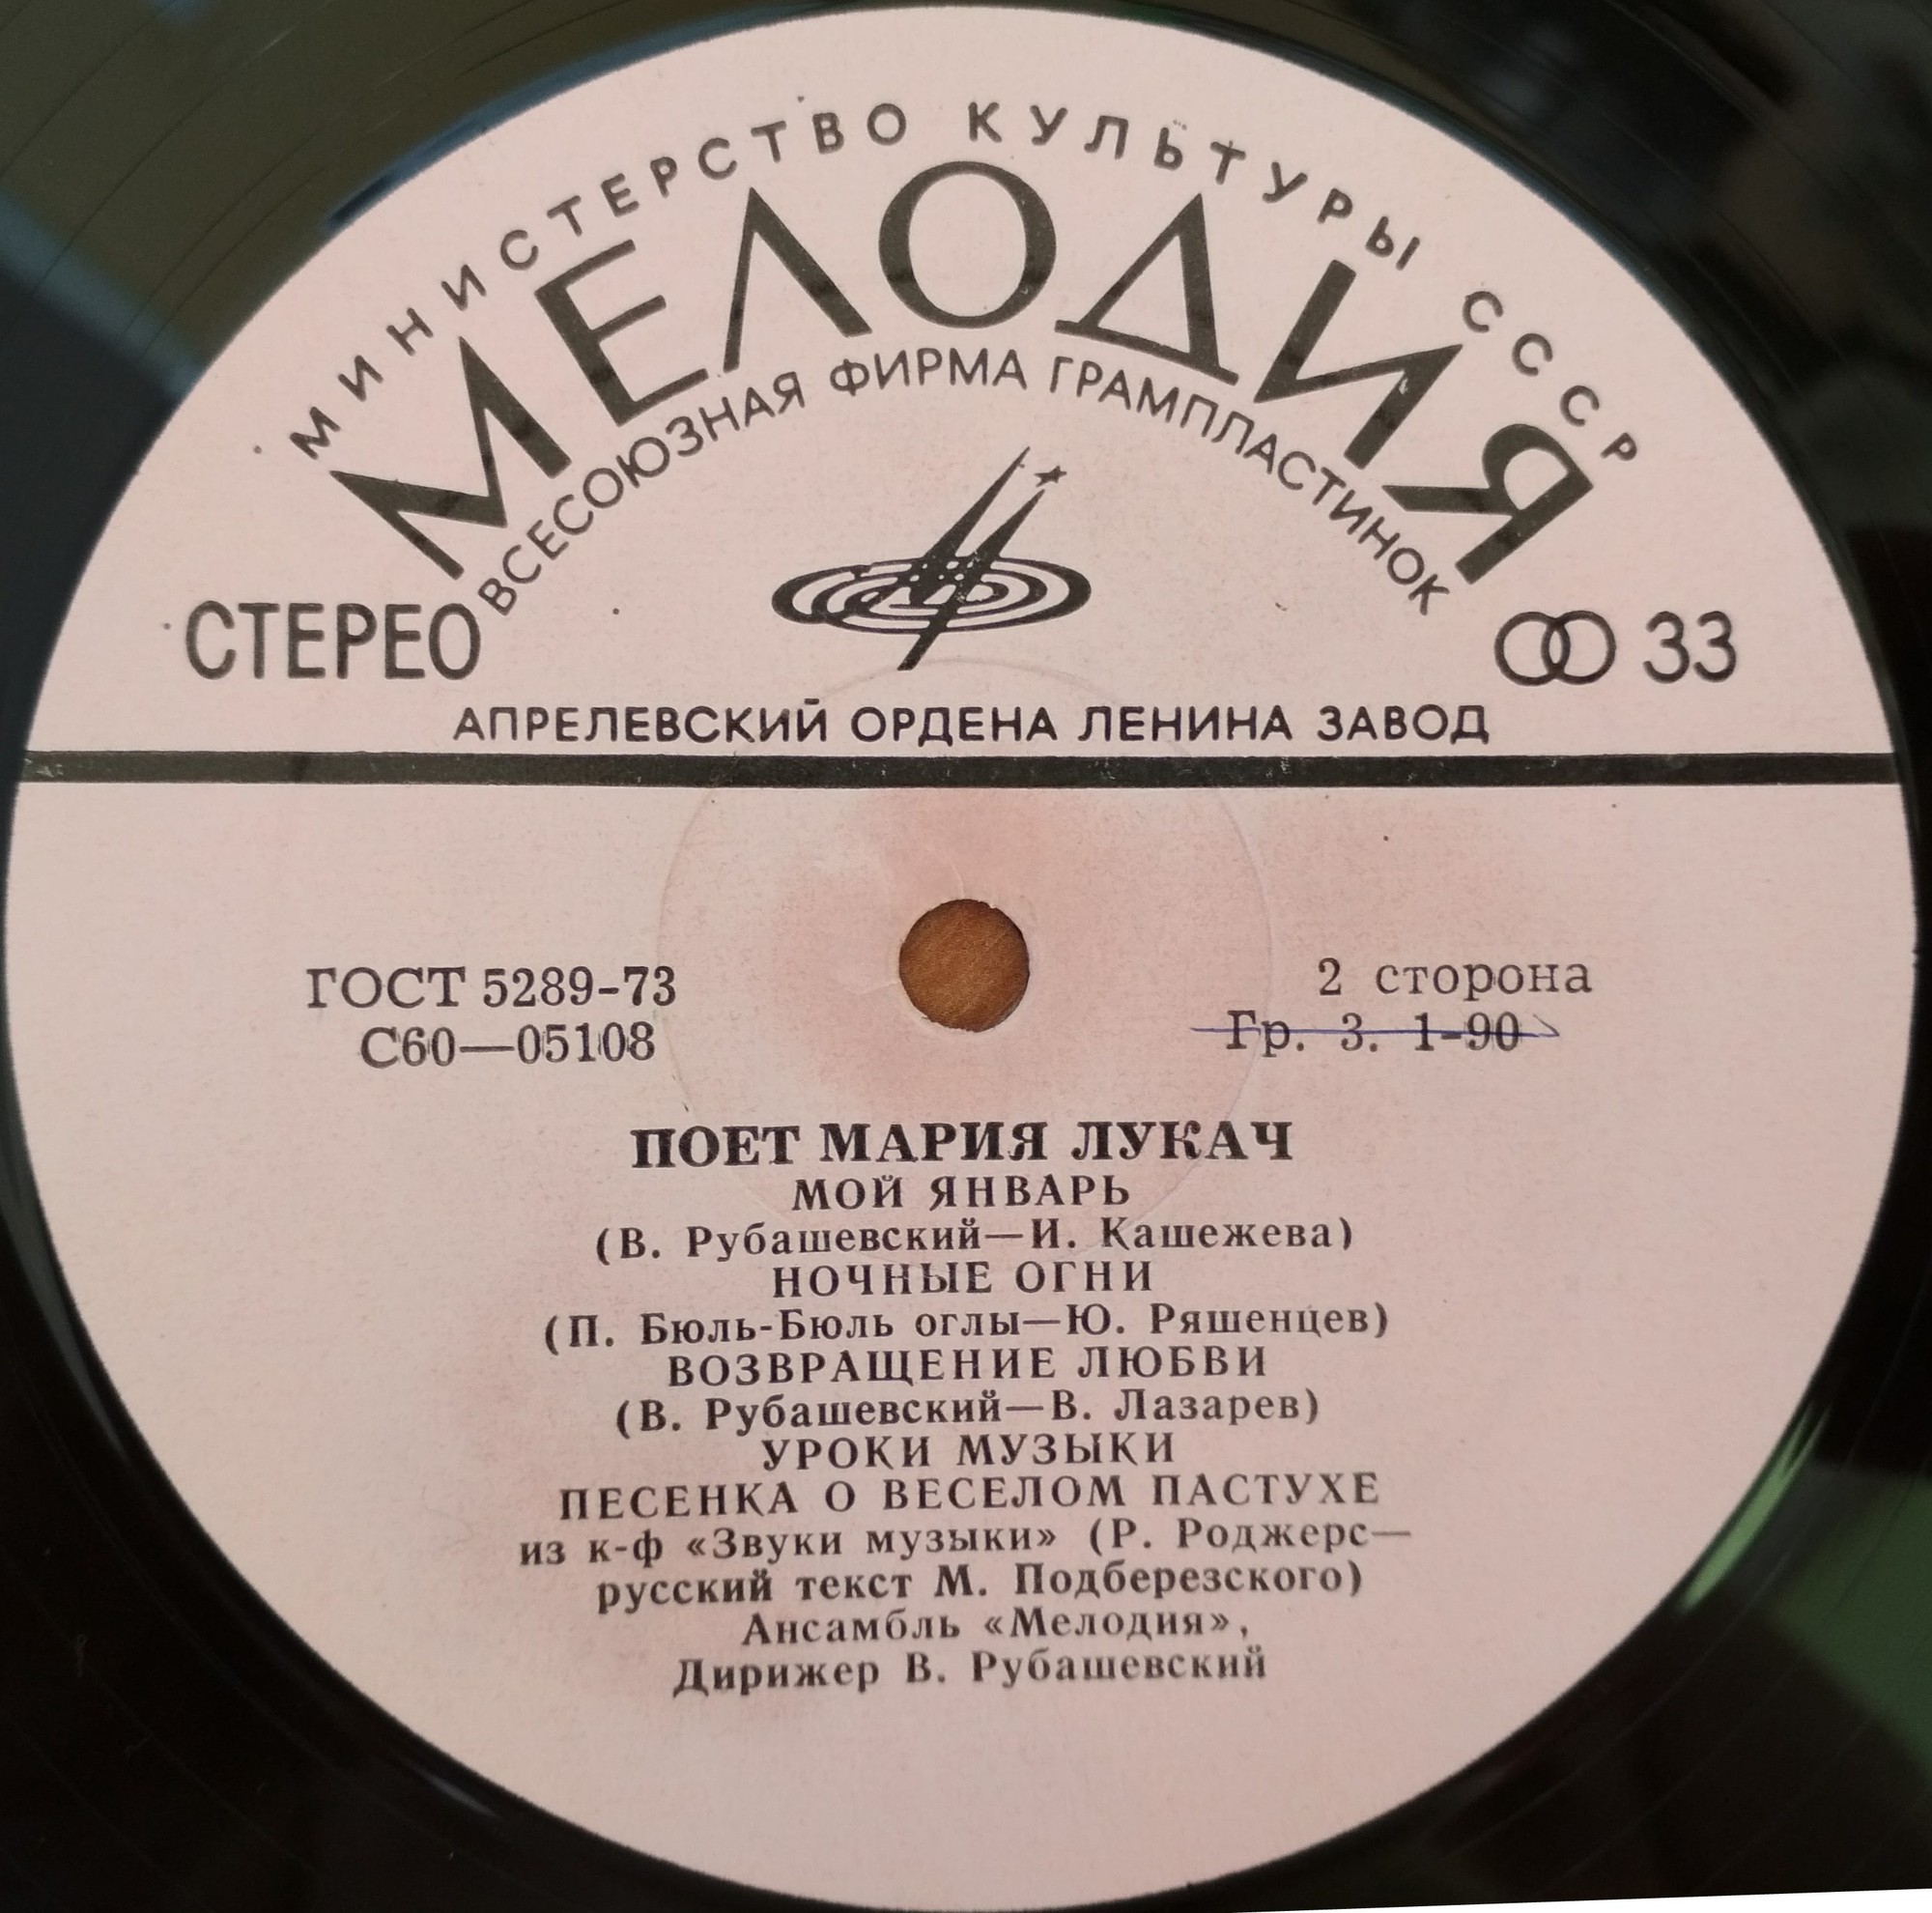 МИНИСТЕРСТВО КУЛЬТУРЫ СССР
МЕЛОДИЯ
ВСЕСОЮЗНАЯ ФИРМА ГРАМПЛАСТИНОК
СТЕРЕО
33
АПРЕЛЕВСКИЙ ОРДЕНА ЛЕНИНА ЗАВОД
ГОСТ 5289-73
С60—05108
2 сторона
Гр. 3. 1-90
ПОЕТ МАРИЯ ЛУКАЧ
МОЙ ЯНВАРЬ
(В. Рубашевский—И. Кашежева)
НОЧНЫЕ ОГНИ
(П. Бюль-Бюль оглы—Ю. Ряшенцев)
ВОЗВРАЩЕНИЕ ЛЮБВИ
(В. Рубашевский—В. Лазарев)
УРОКИ МУЗЫКИ
ПЕСЕНКА О ВЕСЕЛОМ ПАСТУХЕ
из к-ф «Звуки музыки» (Р. Роджерс—
русский текст М. Подберезского)
Ансамбль «Мелодия»,
Дирижер В. Рубашевский